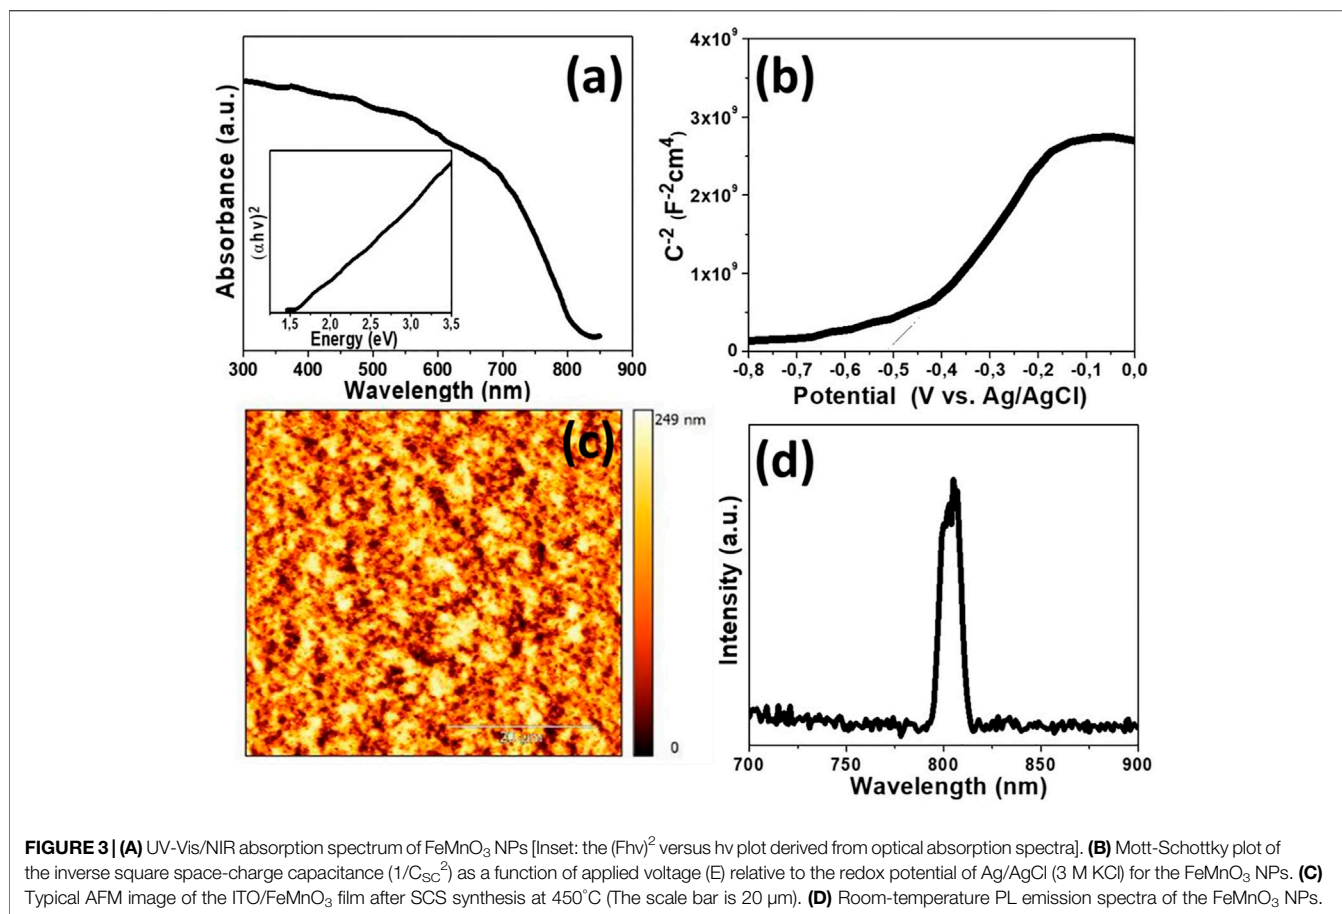 (a)
Absorbance (a.u.)
(αhν)²
1,5 2,0 2,5 3,0 3,5
Energy (eV)
300 400 500 600 700 800 900
Wavelength (nm)
(b)
C⁻² (F⁻²cm⁴)
4x10⁹
3x10⁹
2x10⁹
1x10⁹
0
-0,8 -0,7 -0,6 -0,5 -0,4 -0,3 -0,2 -0,1 0,0
Potential (V vs. Ag/AgCl)
(c)
249 nm
0
(d)
Intensity (a.u.)
700 750 800 850 900
Wavelength (nm)
FIGURE 3 | (A) UV-Vis/NIR absorption spectrum of FeMnO₃ NPs [Inset: the (Fhv)² versus hv plot derived from optical absorption spectra]. (B) Mott-Schottky plot of
the inverse square space-charge capacitance (1/C_SC²) as a function of applied voltage (E) relative to the redox potential of Ag/AgCl (3 M KCl) for the FeMnO₃ NPs. (C)
Typical AFM image of the ITO/FeMnO₃ film after SCS synthesis at 450°C (The scale bar is 20 μm). (D) Room-temperature PL emission spectra of the FeMnO₃ NPs.